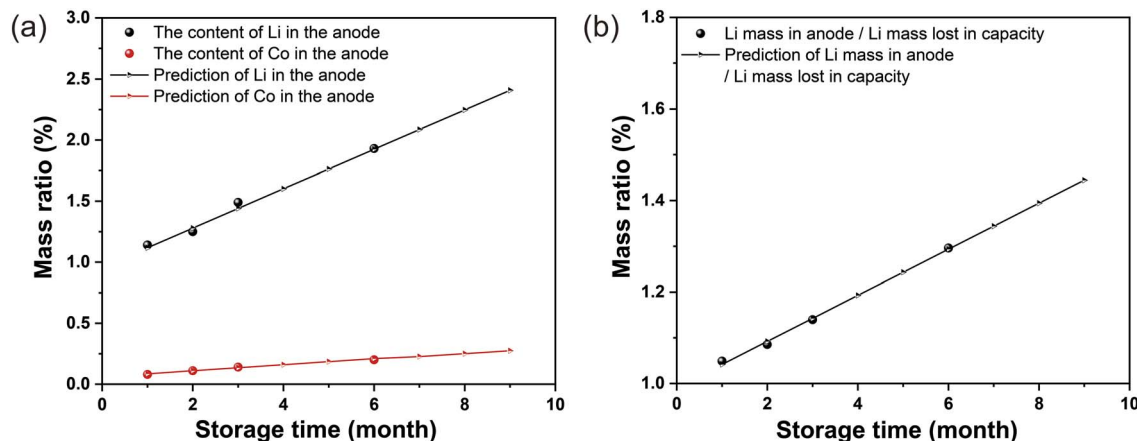 (a)
The content of Li in the anode
The content of Co in the anode
Prediction of Li in the anode
Prediction of Co in the anode
Mass ratio (%)
3.0
2.5
2.0
1.5
1.0
0.5
0.0
0 2 4 6 8 10
Storage time (month)
(b)
Li mass in anode / Li mass lost in capacity
Prediction of Li mass in anode
/ Li mass lost in capacity
Mass ratio (%)
1.8
1.6
1.4
1.2
1.0
0 2 4 6 8 10
Storage time (month)